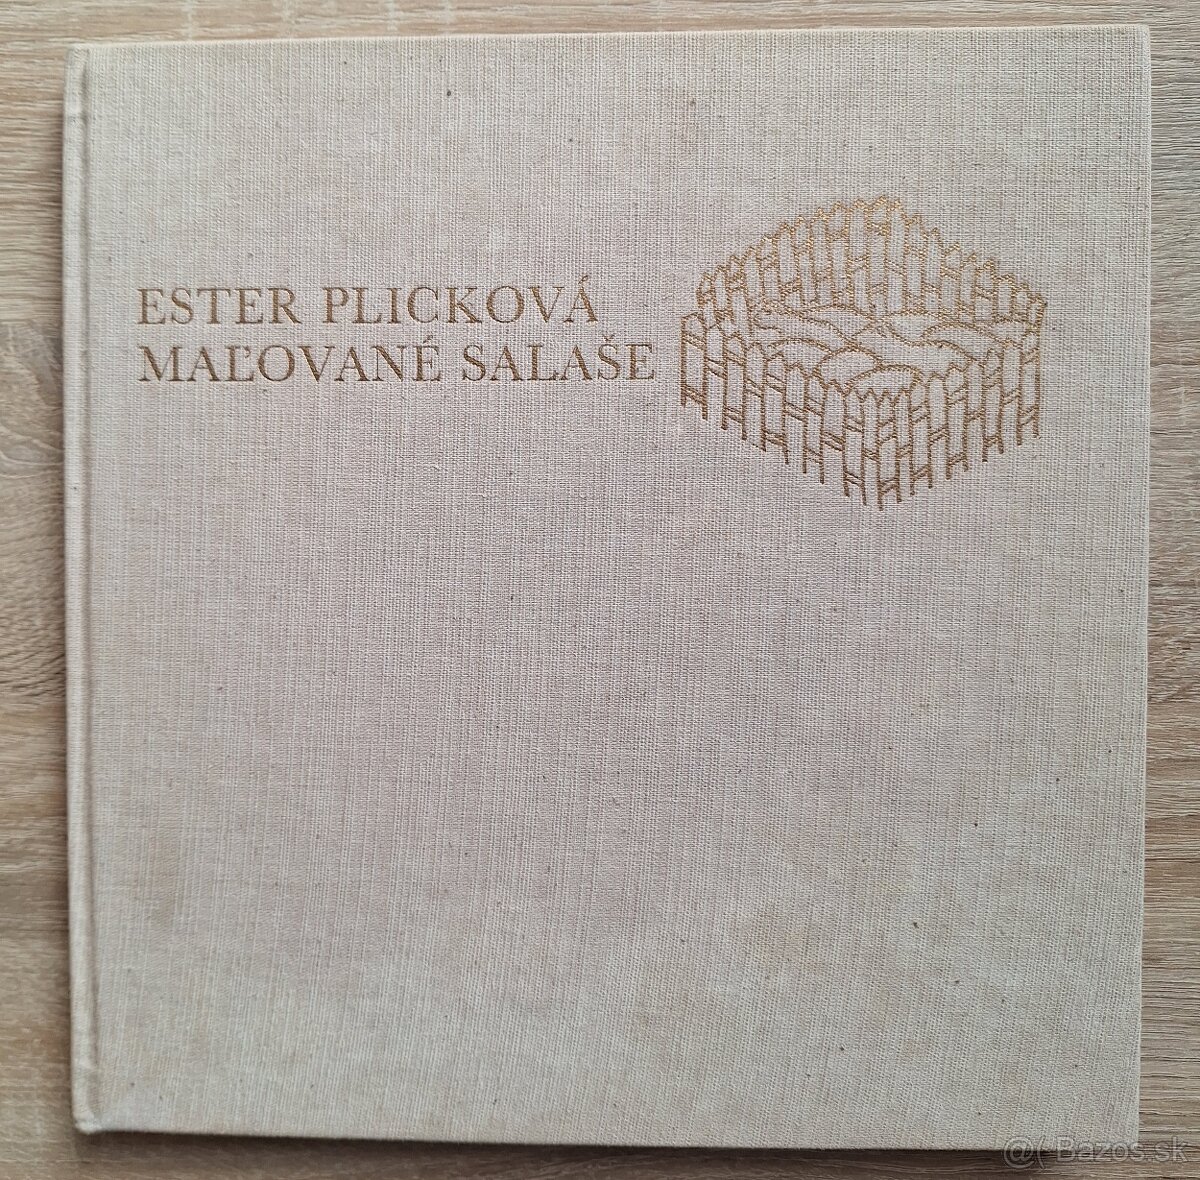 ESTER PLICKOVÁ
MAĽOVANÉ SALAŠE
@( Bazos.sk